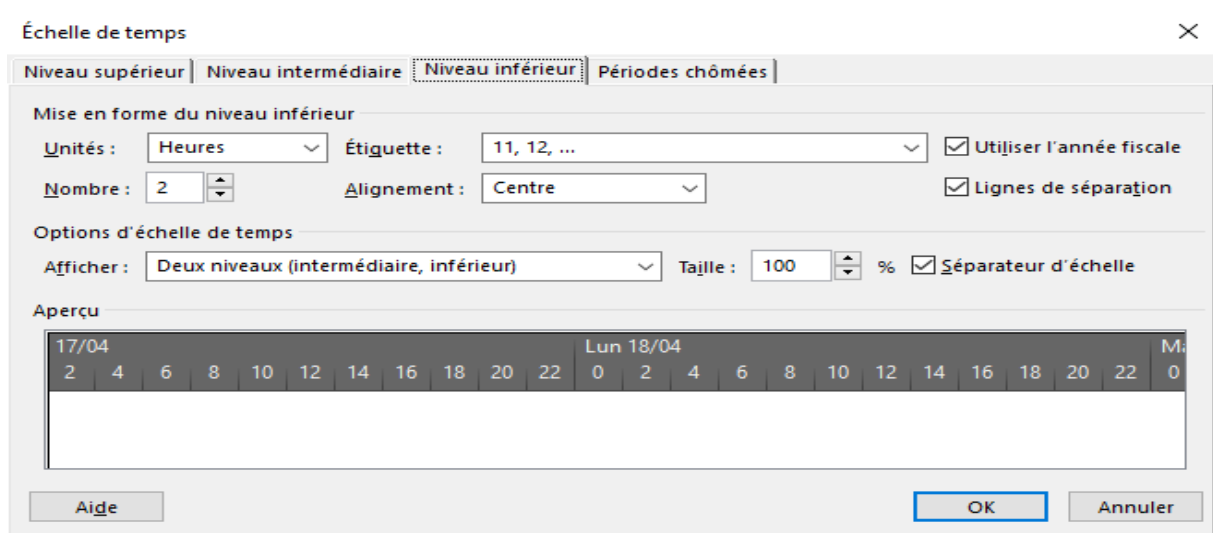 Échelle de temps
Niveau supérieur Niveau intermédiaire Niveau inférieur Périodes chômées
Mise en forme du niveau inférieur
Unités : Heures Étiquette : 11, 12, ... Utiliser l'année fiscale
Nombre : 2 Alignement : Centre Lignes de séparation
Options d'échelle de temps
Afficher : Deux niveaux (intermédiaire, inférieur) Taille : 100 % Séparateur d'échelle
Aperçu
17/04 Lun 18/04 Ma
2 4 6 8 10 12 14 16 18 20 22 0 2 4 6 8 10 12 14 16 18 20 22 0
Aide OK Annuler